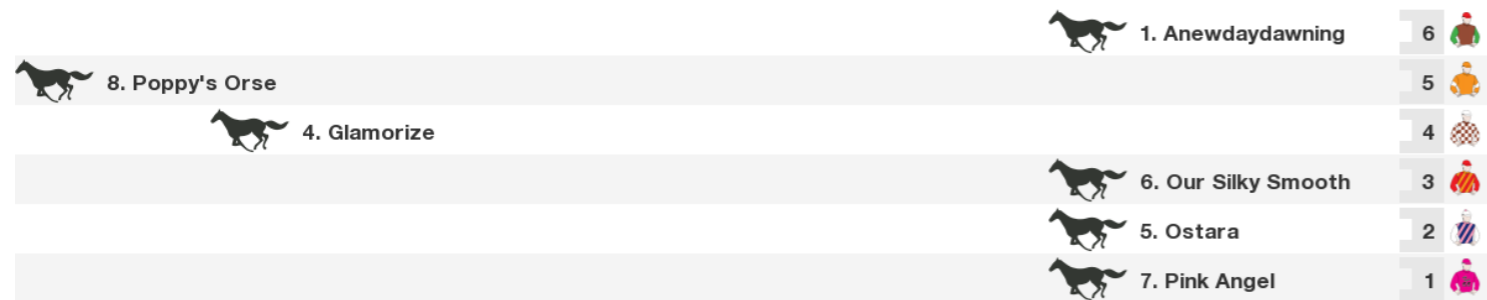 1. Anewdaydawning 6
8. Poppy's Orse 5
4. Glamorize 4
6. Our Silky Smooth 3
5. Ostara 2
7. Pink Angel 1